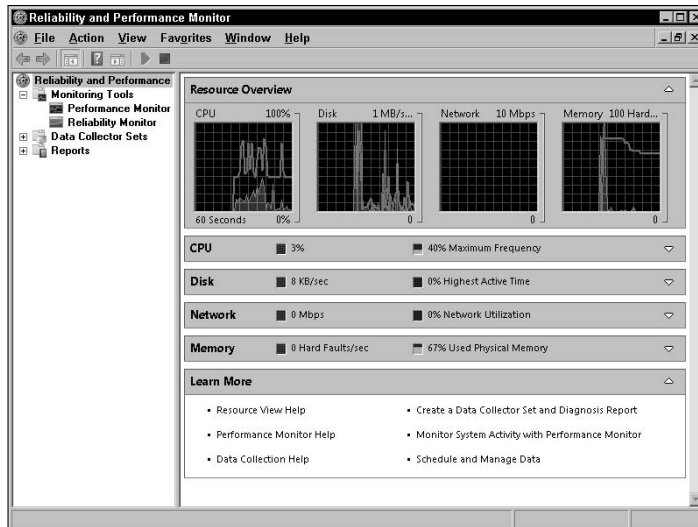 Reliability and Performance Monitor
File Action View Favorites Window Help
Reliability and Performance
Monitoring Tools
Performance Monitor
Reliability Monitor
Data Collector Sets
Reports
Resource Overview
CPU 100%
60 Seconds 0%
Disk 1 MB/s...
0
Network 10 Mbps
0
Memory 100 Hard...
0
CPU 3% 40% Maximum Frequency
Disk 8 KB/sec 0% Highest Active Time
Network 0 Mbps 0% Network Utilization
Memory 0 Hard Faults/sec 67% Used Physical Memory
Learn More
• Resource View Help
• Create a Data Collector Set and Diagnosis Report
• Performance Monitor Help
• Monitor System Activity with Performance Monitor
• Data Collection Help
• Schedule and Manage Data